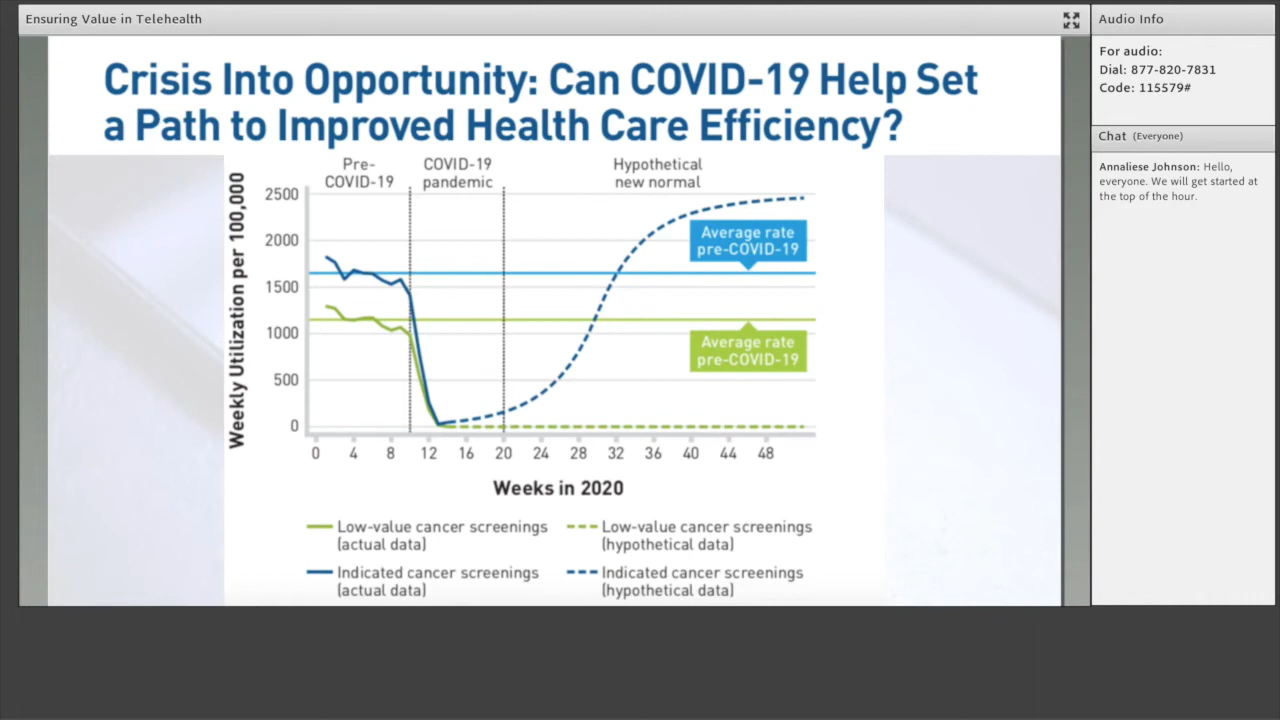 Ensuring Value in Telehealth
Crisis Into Opportunity: Can COVID-19 Help Set
a Path to Improved Health Care Efficiency?
Pre-
COVID-19
COVID-19
pandemic
Hypothetical
new normal
Weekly Utilization per 100,000
2500
2000
1500
1000
500
0
Average rate
pre-COVID-19
Average rate
pre-COVID-19
0 4 8 12 16 20 24 28 32 36 40 44 48
Weeks in 2020
Low-value cancer screenings
(actual data)
Low-value cancer screenings
(hypothetical data)
Indicated cancer screenings
(actual data)
Indicated cancer screenings
(hypothetical data)
Audio Info
For audio:
Dial: 877-820-7831
Code: 115579#
Chat (Everyone)
Annaliese Johnson: Hello,
everyone. We will get started at
the top of the hour.